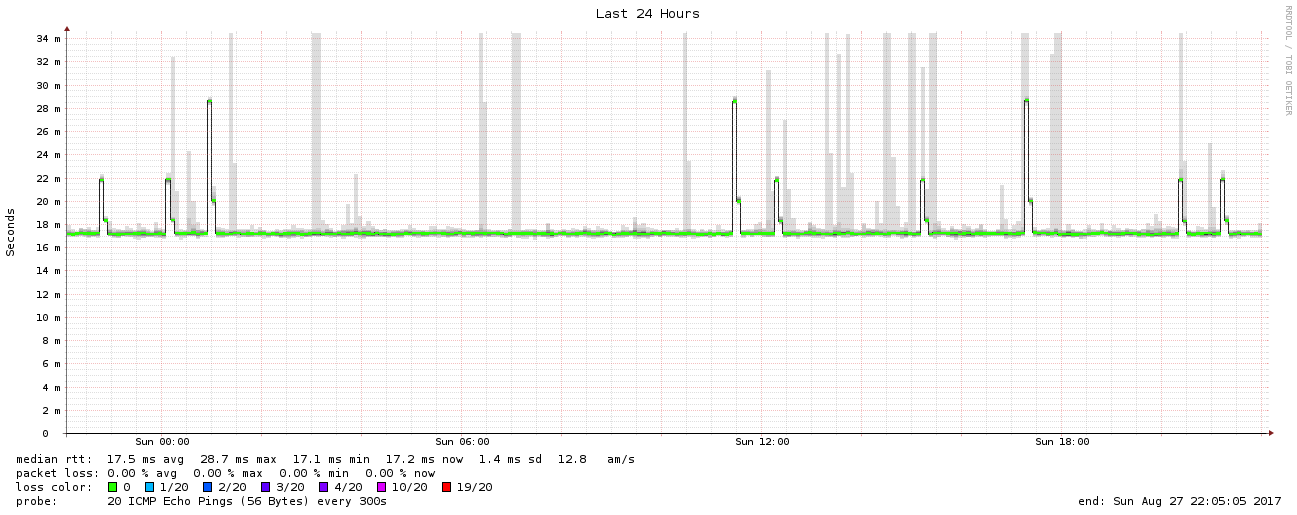 Last 24 Hours
RRDTOOL / TOBI OETIKER
Seconds
34 m
32 m
30 m
28 m
26 m
24 m
22 m
20 m
18 m
16 m
14 m
12 m
10 m
8 m
6 m
4 m
2 m
0
Sun 00:00 Sun 06:00 Sun 12:00 Sun 18:00
median rtt: 17.5 ms avg 28.7 ms max 17.1 ms min 17.2 ms now 1.4 ms sd 12.8 am/s
packet loss: 0.00 % avg 0.00 % max 0.00 % min 0.00 % now
loss color: 0 1/20 2/20 3/20 4/20 10/20 19/20
probe: 20 ICMP Echo Pings (56 Bytes) every 300s end: Sun Aug 27 22:05:05 2017